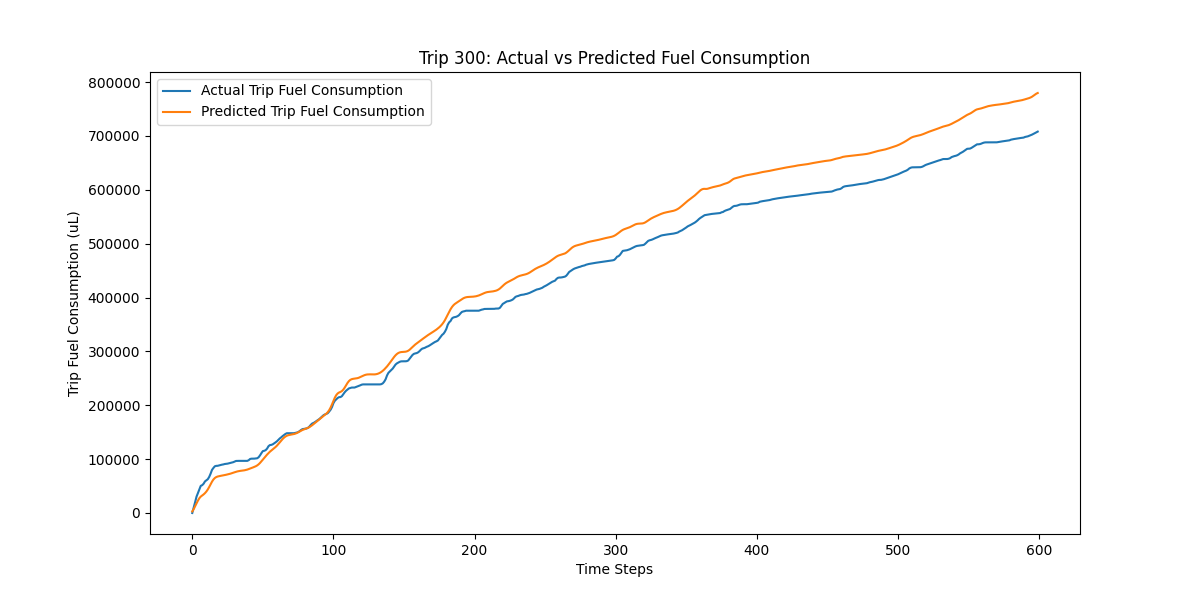 Trip 300: Actual vs Predicted Fuel Consumption
Actual Trip Fuel Consumption
Predicted Trip Fuel Consumption
Trip Fuel Consumption (uL)
800000
700000
600000
500000
400000
300000
200000
100000
0
0 100 200 300 400 500 600
Time Steps